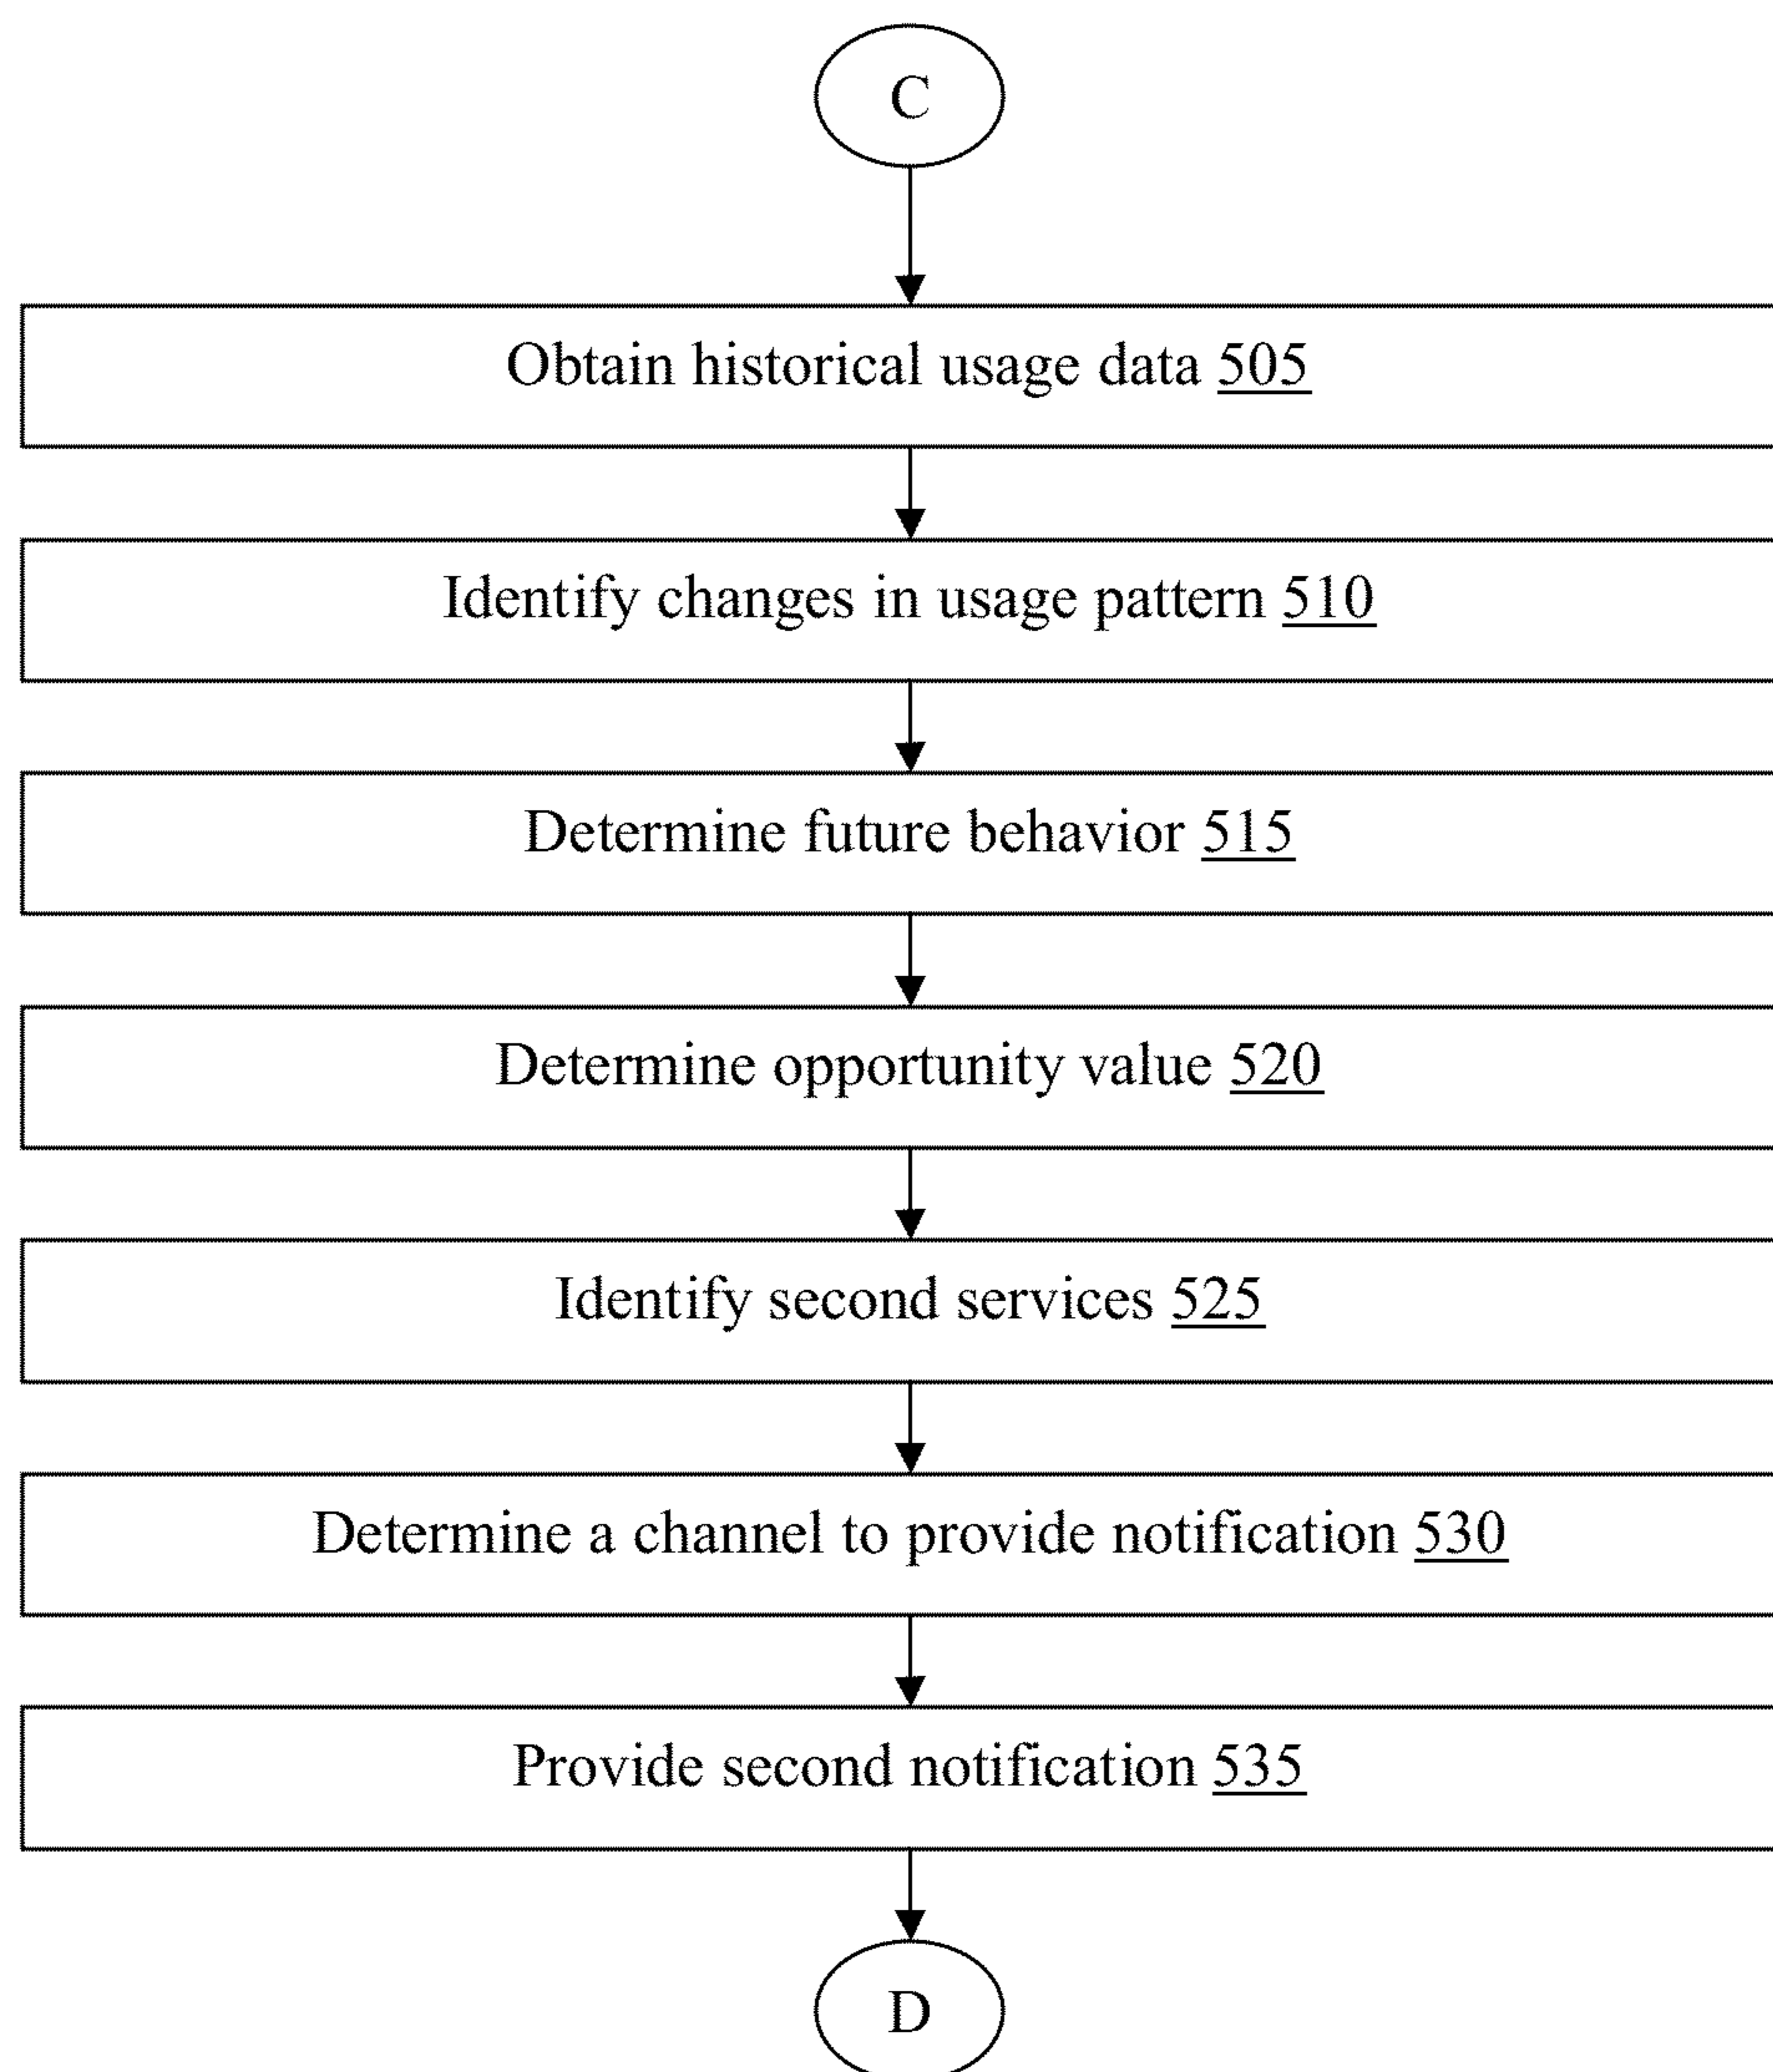 C
Obtain historical usage data 505
Identify changes in usage pattern 510
Determine future behavior 515
Determine opportunity value 520
Identify second services 525
Determine a channel to provide notification 530
Provide second notification 535
D